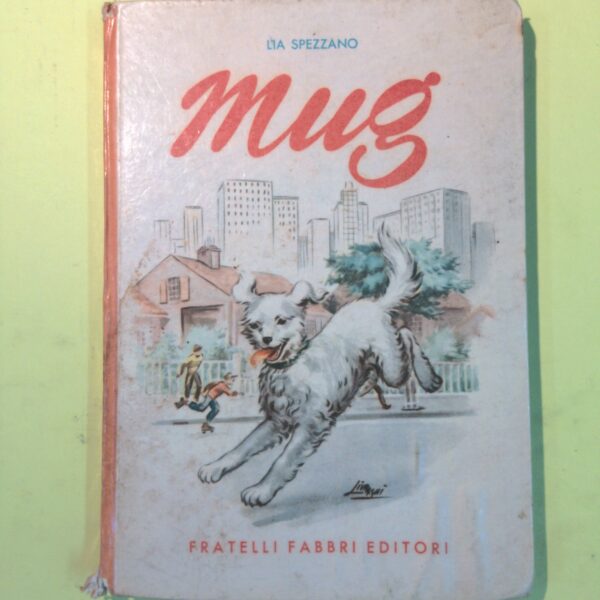 LIA SPEZZANO
mug
FRATELLI FABBRI EDITORI